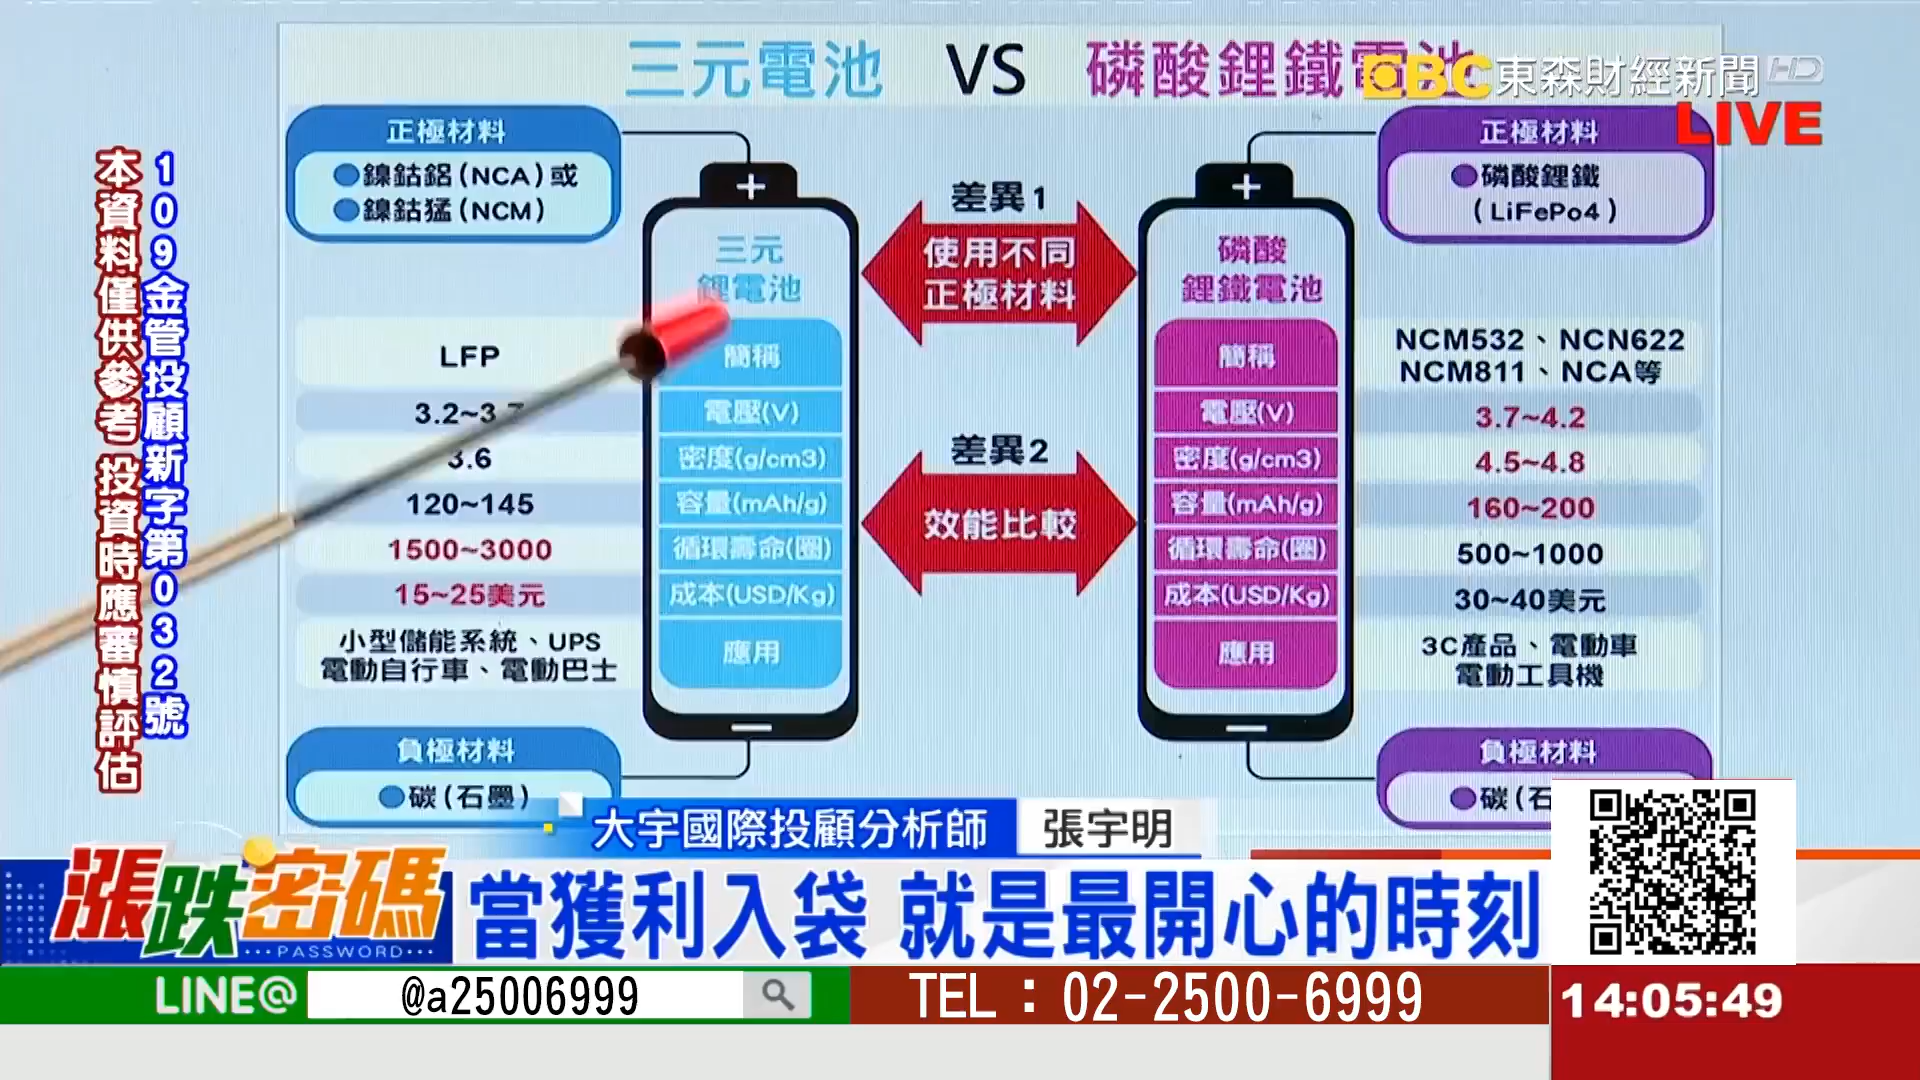 三元電池 VS 磷酸鋰鐵電池
EBC 東森財經新聞 HD
LIVE
本資料僅供參考 投資時應審慎評估
109金管投顧新字第032號
正極材料
鎳鈷鋁(NCA)或
鎳鈷猛(NCM)
正極材料
磷酸鋰鐵
(LiFePo4)
+
+
三元
鋰電池
差異1
使用不同
正極材料
磷酸
鋰鐵電池
LFP
簡稱
簡稱
NCM532、NCN622
NCM811、NCA等
3.2~3.7
電壓(V)
電壓(V)
3.7~4.2
3.6
密度(g/cm3)
差異2
密度(g/cm3)
4.5~4.8
120~145
容量(mAh/g)
效能比較
容量(mAh/g)
160~200
1500~3000
循環壽命(圈)
循環壽命(圈)
500~1000
15~25美元
成本(USD/Kg)
成本(USD/Kg)
30~40美元
小型儲能系統、UPS
電動自行車、電動巴士
應用
應用
3C產品、電動車
電動工具機
負極材料
碳(石墨)
負極材料
碳(石
大宇國際投顧分析師 張宇明
漲跌密碼
PASSWORD
當獲利入袋 就是最開心的時刻
LINE@ @a25006999
TEL：02-2500-6999
14:05:49